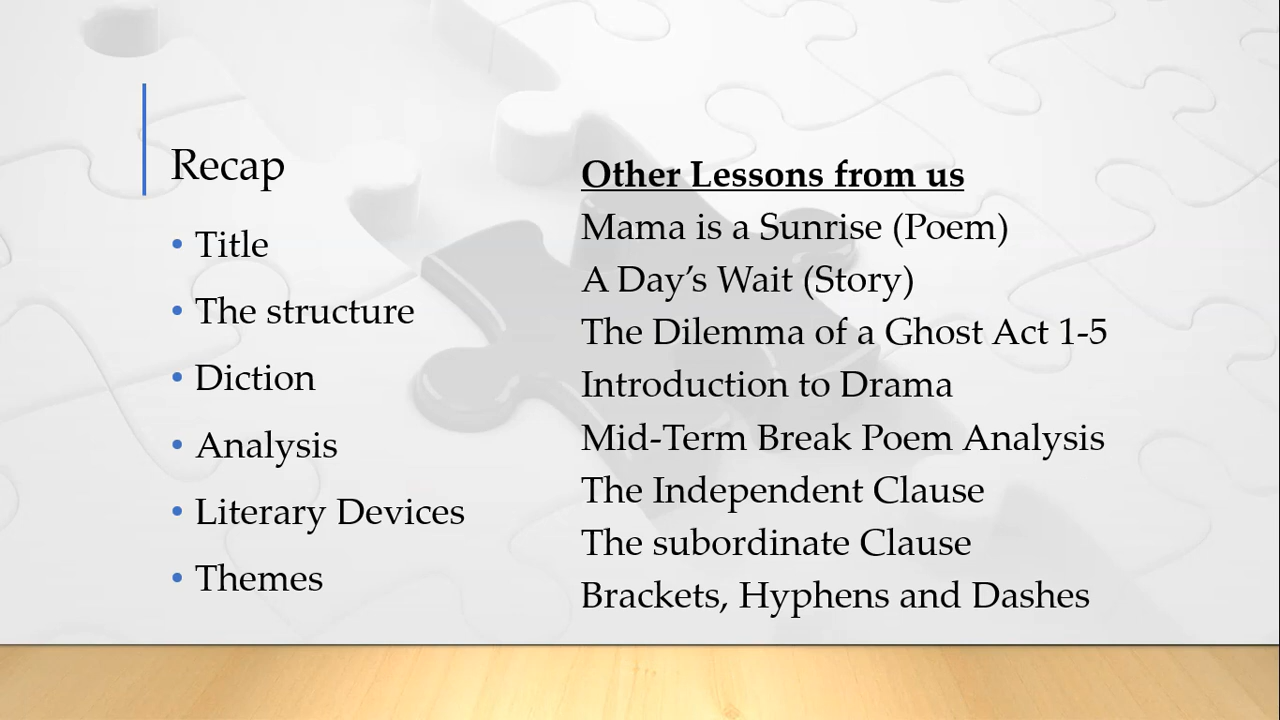 Recap
• Title
• The structure
• Diction
• Analysis
• Literary Devices
• Themes
Other Lessons from us
Mama is a Sunrise (Poem)
A Day’s Wait (Story)
The Dilemma of a Ghost Act 1-5
Introduction to Drama
Mid-Term Break Poem Analysis
The Independent Clause
The subordinate Clause
Brackets, Hyphens and Dashes